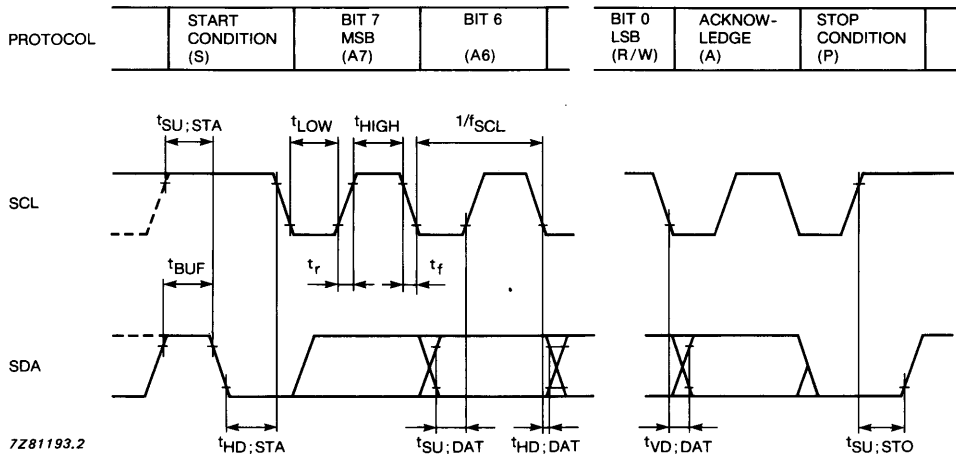 PROTOCOL
START CONDITION (S)
BIT 7 MSB (A7)
BIT 6 (A6)
BIT 0 LSB (R/W)
ACKNOW- LEDGE (A)
STOP CONDITION (P)
tSU;STA
tLOW
tHIGH
1/fSCL
SCL
tBUF
tr
tf
SDA
tHD;STA
tSU;DAT
tHD;DAT
tVD;DAT
tSU;STO
7Z81193.2